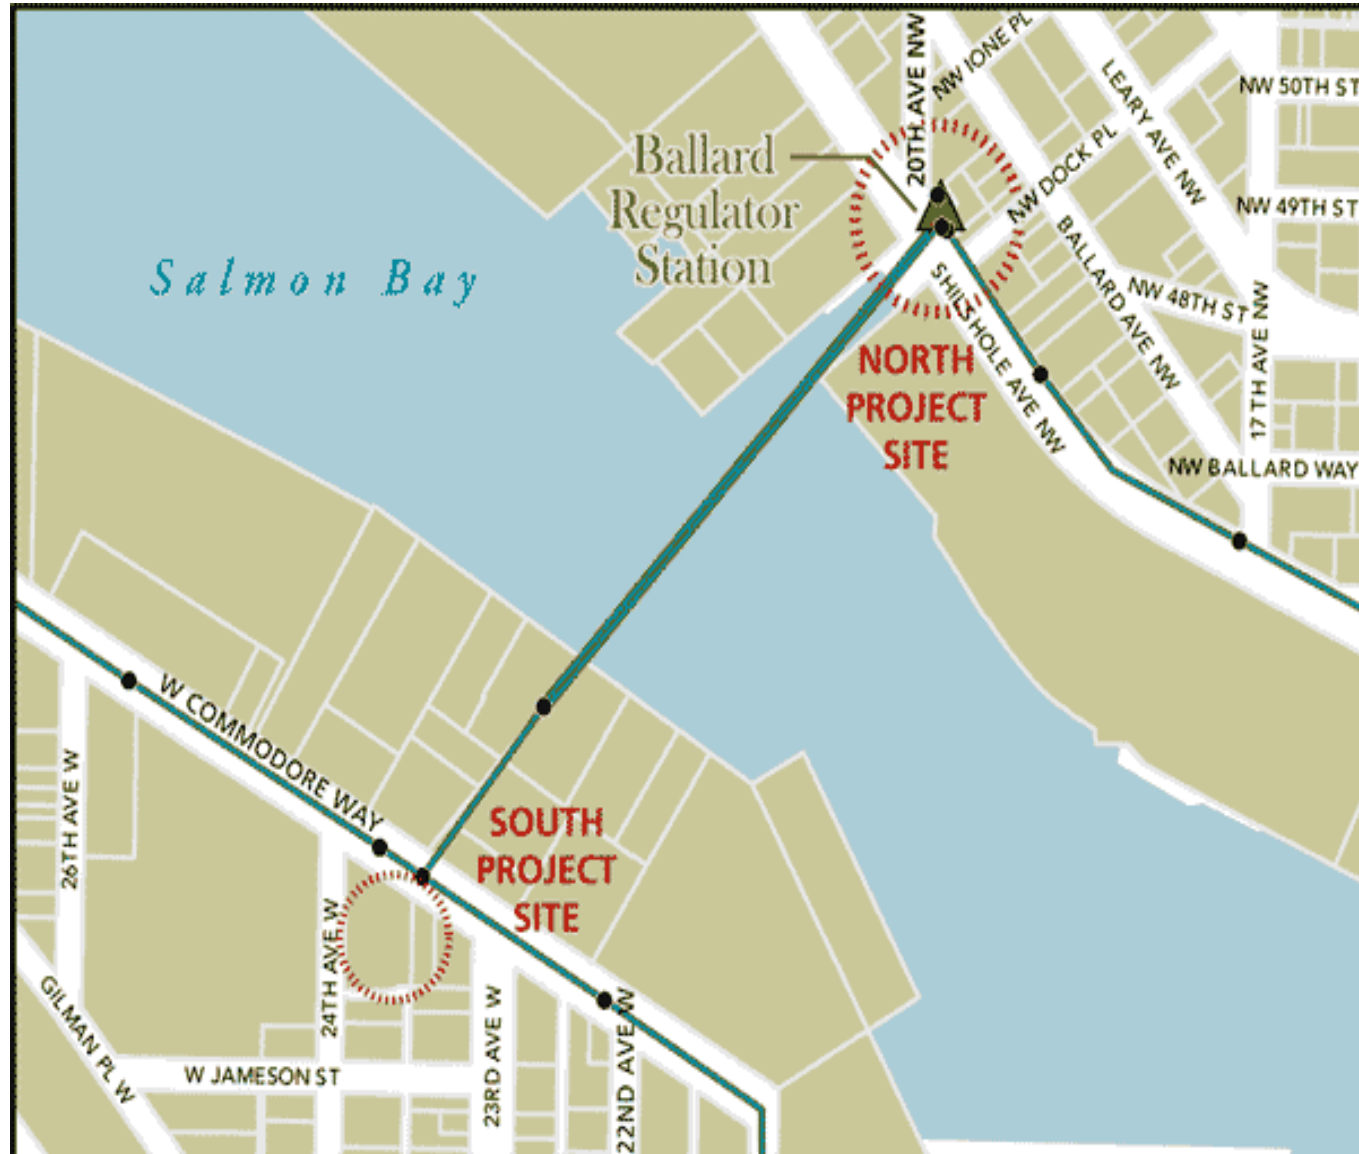 20TH AVE NW
NW IONE PL
LEARY AVE NW
NW 50TH ST
Ballard
Regulator
Station
NW DOCK PL
NW 49TH ST
BALLARD AVE NW
Salmon Bay
SHILSHOLE AVE NW
NW 48TH ST
17TH AVE NW
NORTH
PROJECT
SITE
NW BALLARD WAY
W COMMODORE WAY
26TH AVE W
SOUTH
PROJECT
SITE
24TH AVE W
GILMAN PL W
W JAMESON ST
23RD AVE W
22ND AVE W